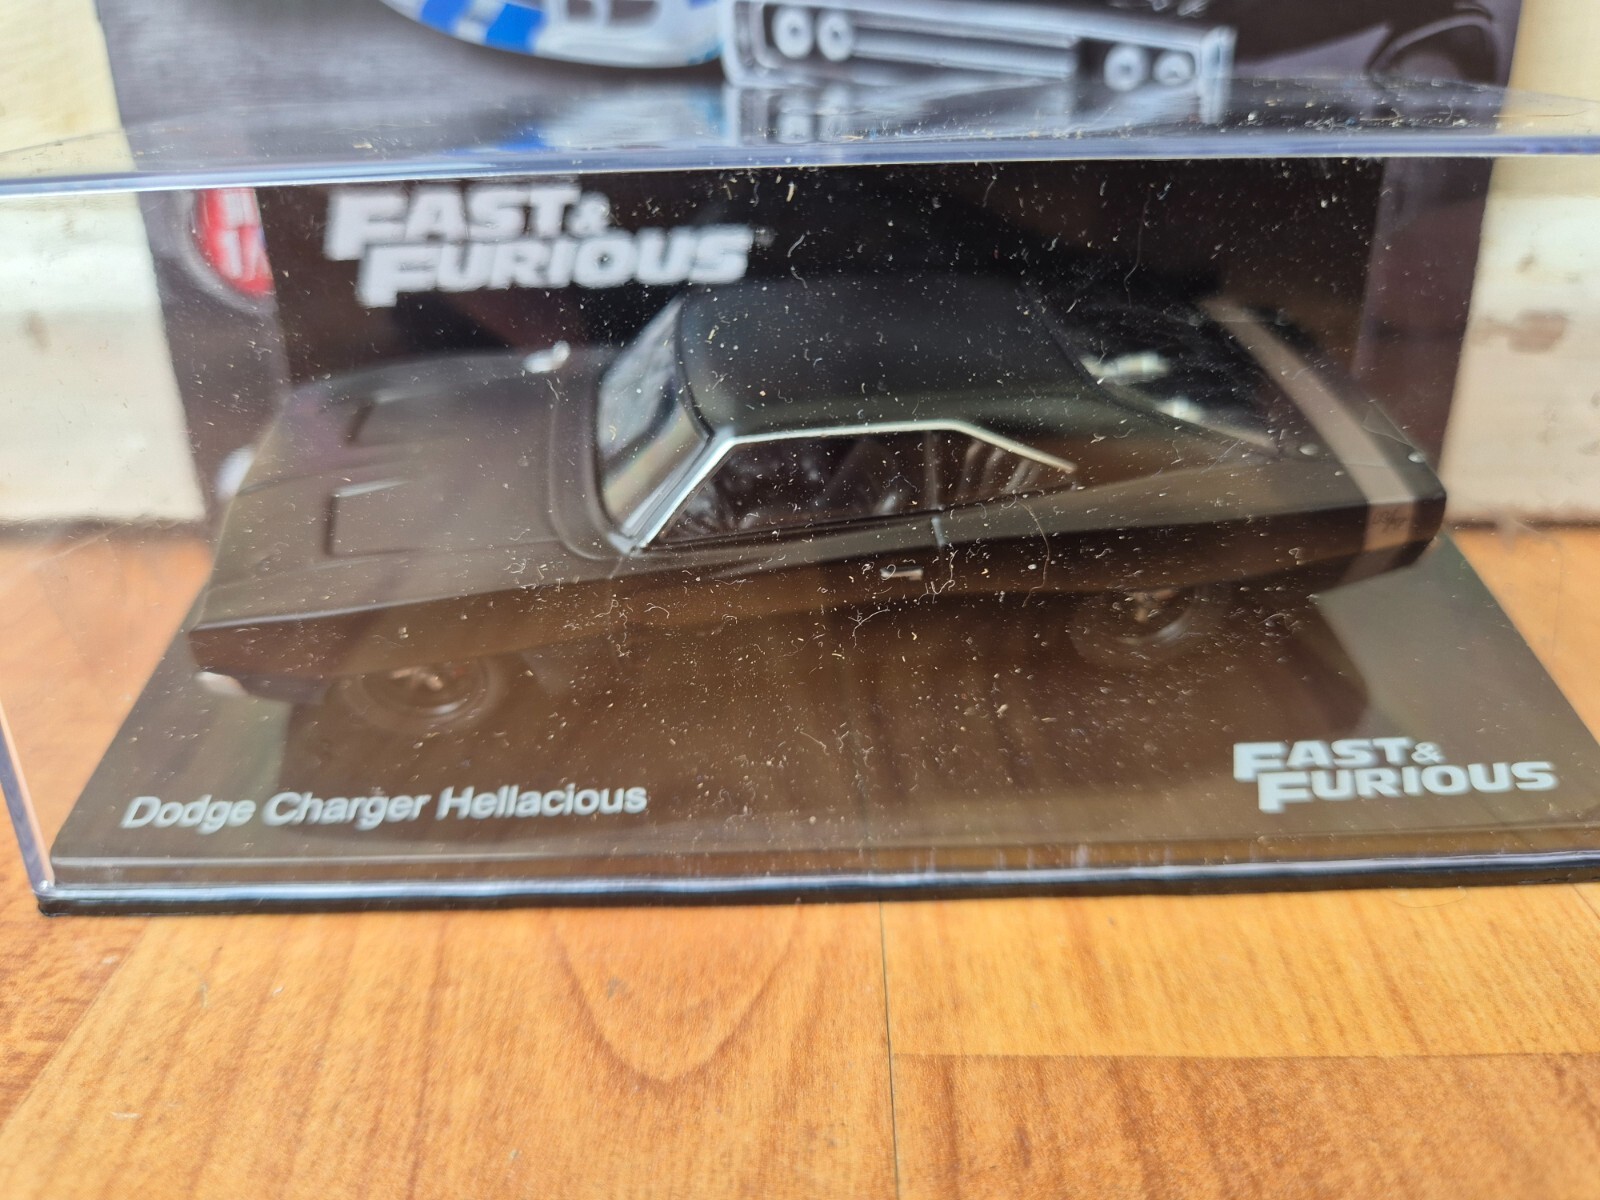 FAST &
FURIOUS
Dodge Charger Hellacious
FAST &
FURIOUS